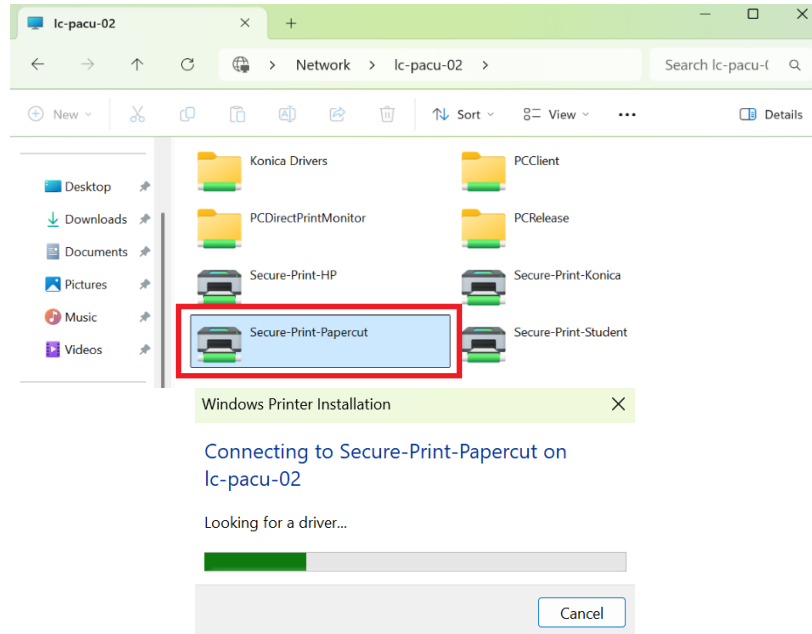 lc-pacu-02
Network > lc-pacu-02 >
Search lc-pacu-(
New
Sort
View
Details
Desktop
Downloads
Documents
Pictures
Music
Videos
Konica Drivers
PCClient
PCDirectPrintMonitor
PCRelease
Secure-Print-HP
Secure-Print-Konica
Secure-Print-Papercut
Secure-Print-Student
Windows Printer Installation
Connecting to Secure-Print-Papercut on
lc-pacu-02
Looking for a driver...
Cancel